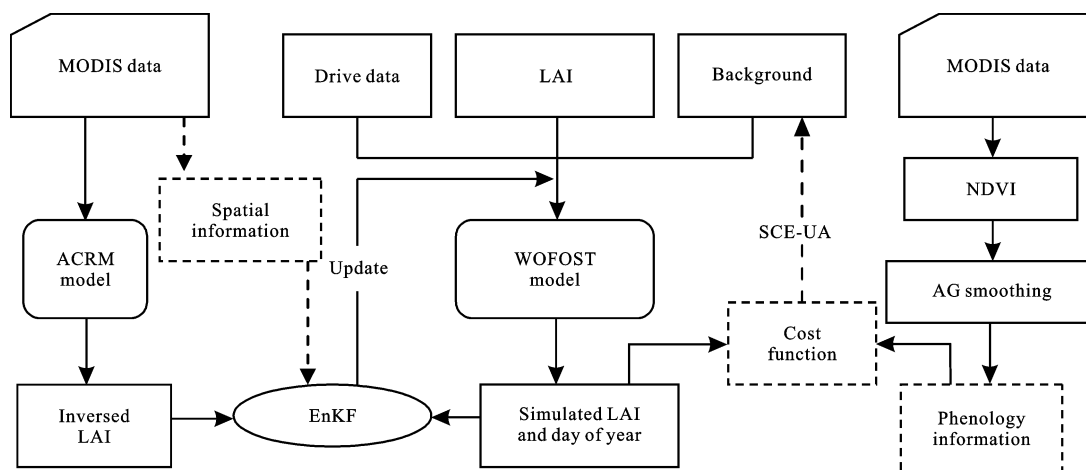 MODIS data
Drive data
LAI
Background
MODIS data
NDVI
Spatial
information
SCE-UA
ACRM
model
Update
WOFOST
model
AG smoothing
Cost
function
Inversed
LAI
EnKF
Simulated LAI
and day of year
Phenology
information